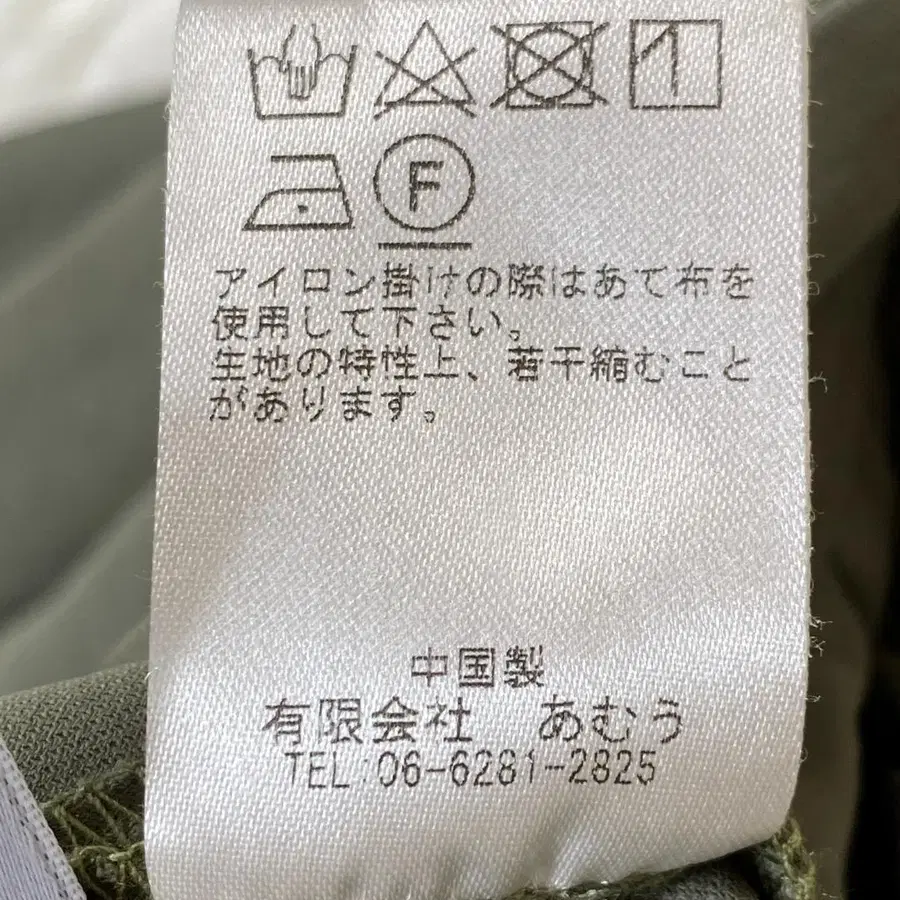 F
アイロン掛けの際はあて布を
使用して下さい。
生地の特性上、若干縮むこと
があります。
中国製
有限会社 あむう
TEL:06-6281-2825